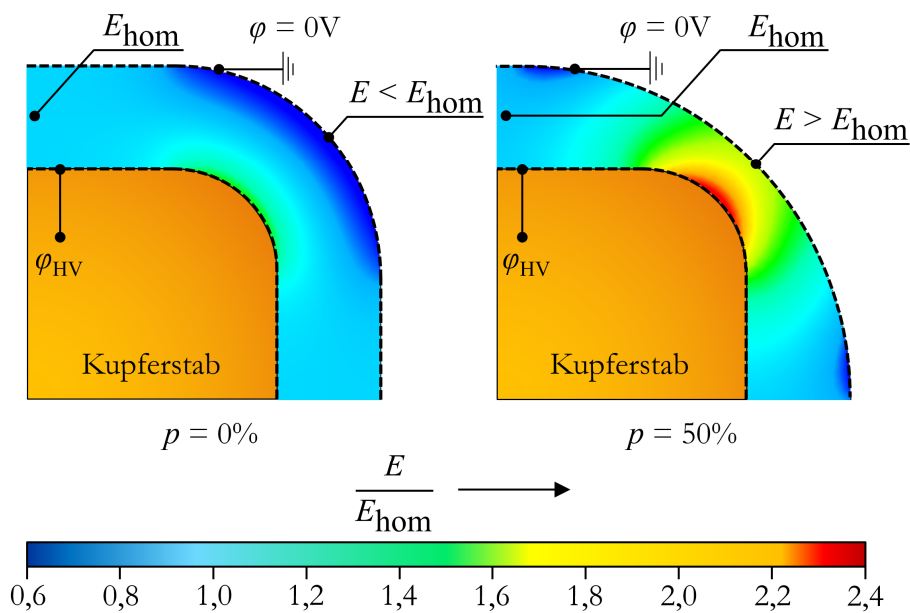 E_hom
φ = 0V
E < E_hom
φ_HV
Kupferstab
p = 0%
φ = 0V
E_hom
E > E_hom
φ_HV
Kupferstab
p = 50%
E
E_hom
0,6 0,8 1,0 1,2 1,4 1,6 1,8 2,0 2,2 2,4